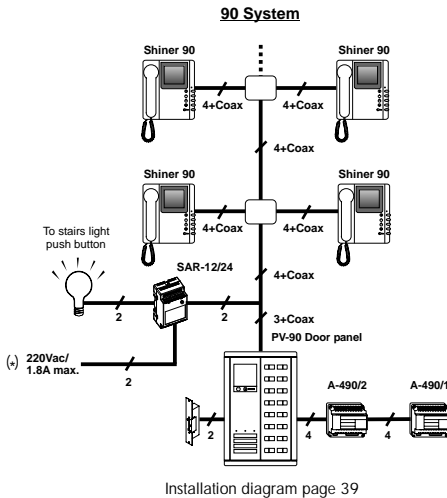 90 System
Shiner 90
Shiner 90
4+Coax
4+Coax
4+Coax
Shiner 90
Shiner 90
4+Coax
4+Coax
To stairs light
push button
SAR-12/24
4+Coax
2
2
3+Coax
PV-90 Door panel
(*) 220Vac/
1.8A max.
2
A-490/2
A-490/1
2
4
4
Installation diagram page 39